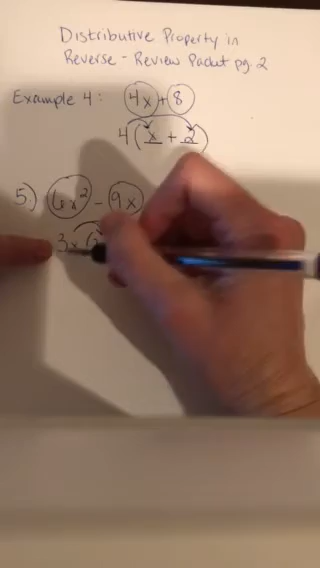 Distributive Property in
Reverse - Review Packet pg. 2
Example 4: 4x + 8
4(x + 2)
5.) 6x² - 9x
3x (